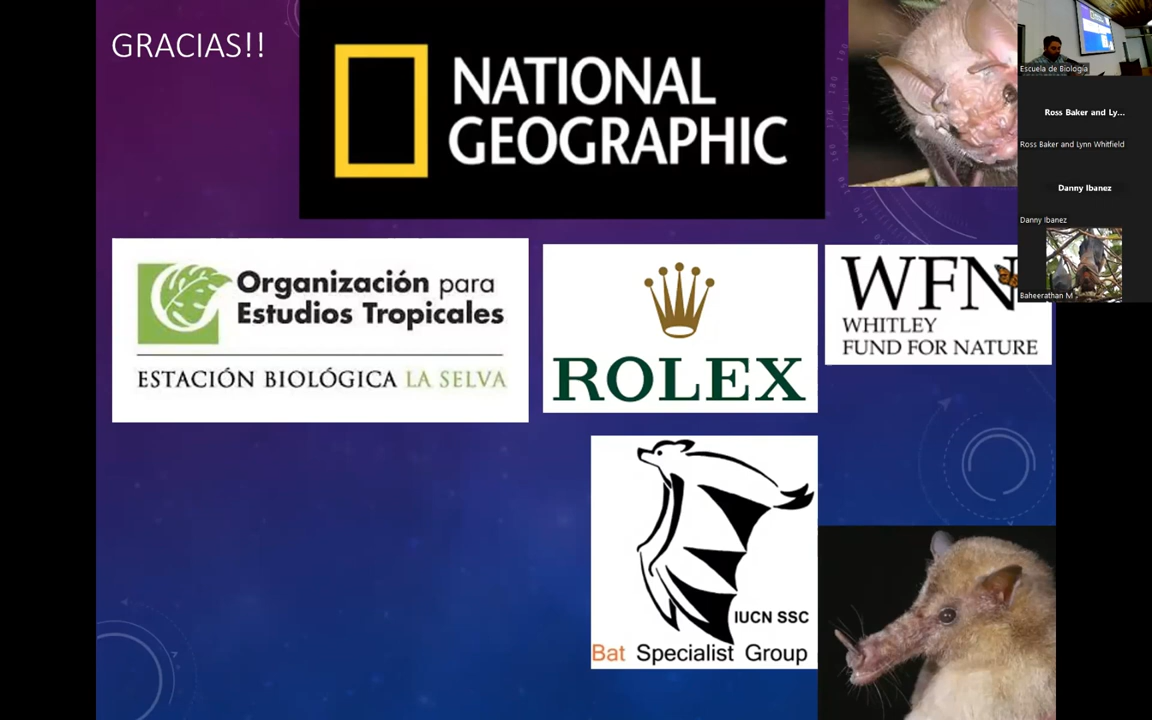 GRACIAS!!
NATIONAL
GEOGRAPHIC
Escuela de Biología
Ross Baker and Ly...
Ross Baker and Lynn Whitfield
Danny Ibanez
Danny Ibanez
Baheerathan M
Organización para
Estudios Tropicales
ESTACIÓN BIOLÓGICA LA SELVA
ROLEX
WFN
WHITLEY
FUND FOR NATURE
IUCN SSC
Bat Specialist Group